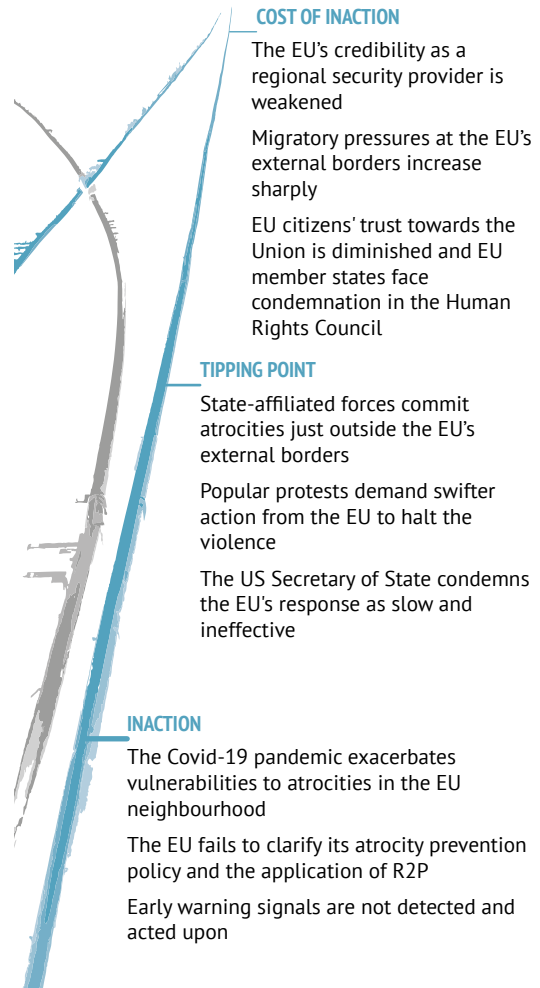 COST OF INACTION
The EU’s credibility as a
regional security provider is
weakened
Migratory pressures at the EU’s
external borders increase
sharply
EU citizens' trust towards the
Union is diminished and EU
member states face
condemnation in the Human
Rights Council
TIPPING POINT
State-affiliated forces commit
atrocities just outside the EU’s
external borders
Popular protests demand swifter
action from the EU to halt the
violence
The US Secretary of State condemns
the EU's response as slow and
ineffective
INACTION
The Covid-19 pandemic exacerbates
vulnerabilities to atrocities in the EU
neighbourhood
The EU fails to clarify its atrocity prevention
policy and the application of R2P
Early warning signals are not detected and
acted upon